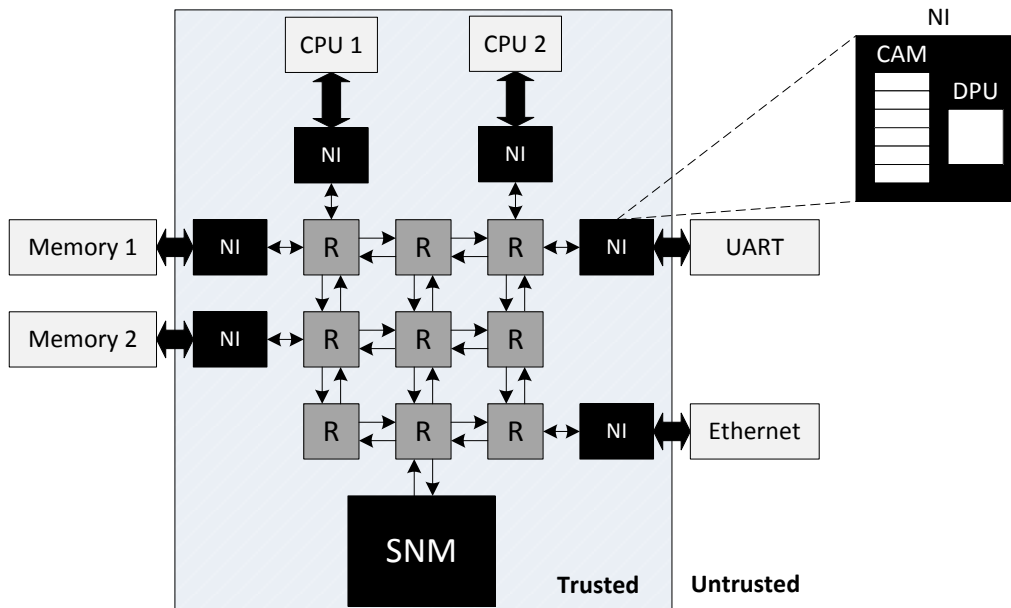 CPU 1
CPU 2
NI
CAM
DPU
NI
NI
Memory 1
NI
R
R
R
NI
UART
Memory 2
NI
R
R
R
R
R
R
NI
Ethernet
SNM
Trusted
Untrusted